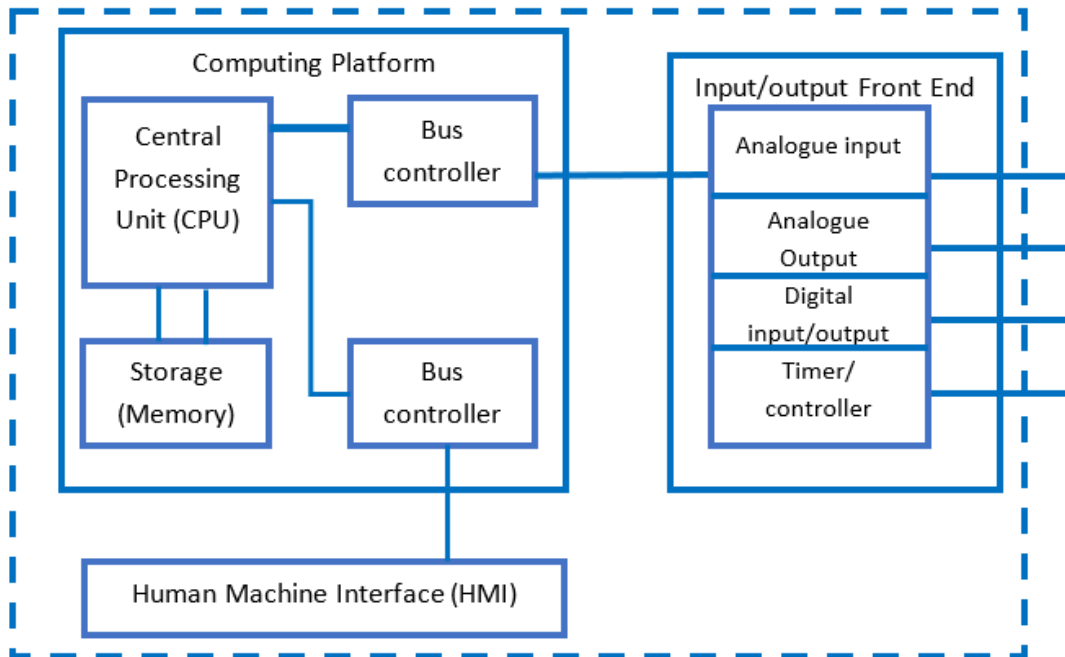 Computing Platform
Central
Processing
Unit (CPU)
Bus
controller
Storage
(Memory)
Bus
controller
Human Machine Interface (HMI)
Input/output Front End
Analogue input
Analogue
Output
Digital
input/output
Timer/
controller